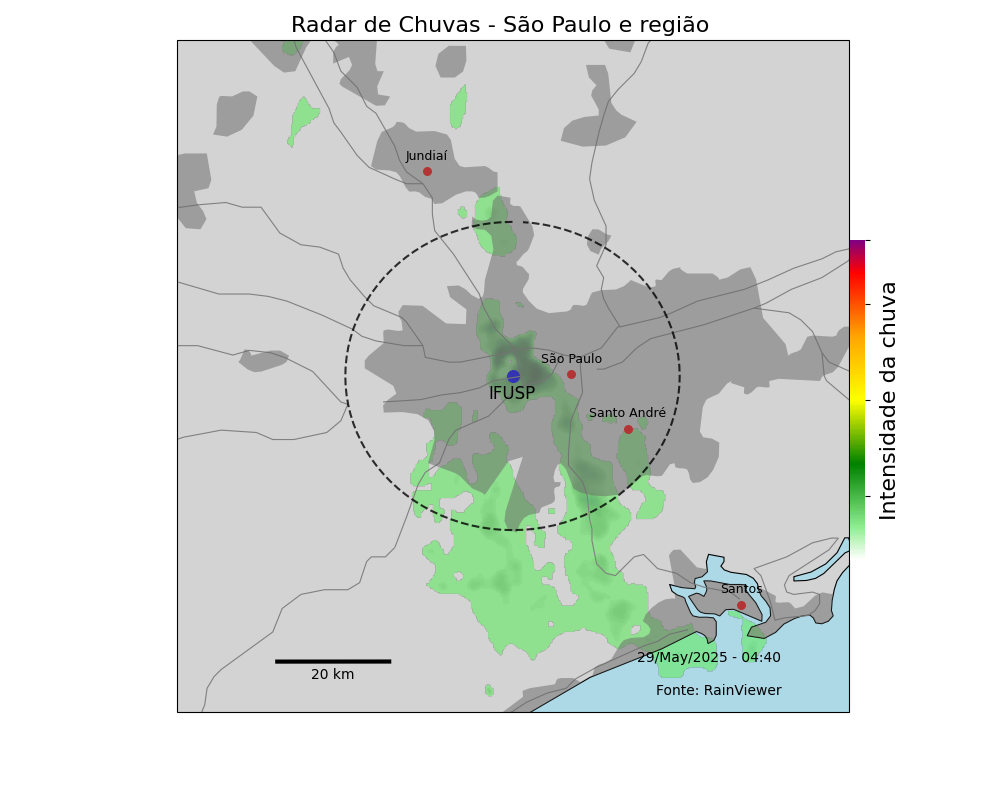 Radar de Chuvas - São Paulo e região
Jundiaí
São Paulo
IFUSP
Santo André
Intensidade da chuva
Santos
29/May/2025 - 04:40
20 km
Fonte: RainViewer